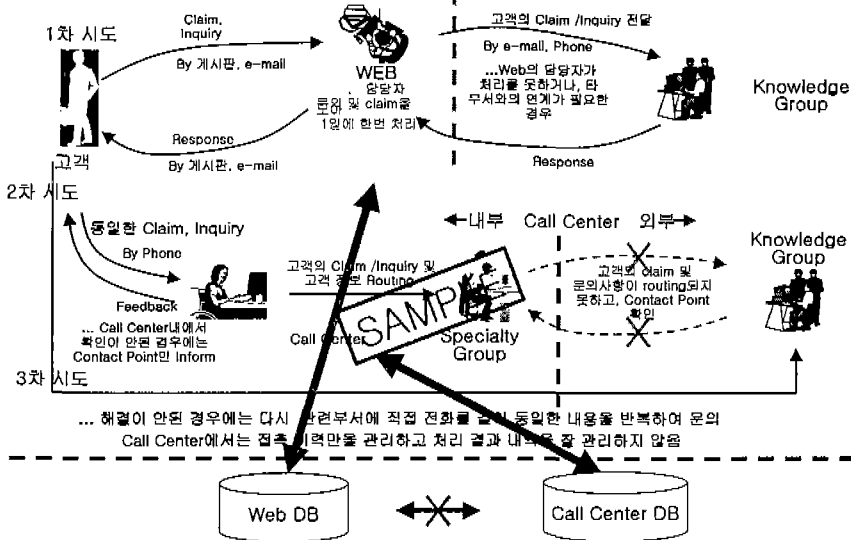 1차 시도
Claim,
Inquiry
By 게시판, e-mail
WEB
담당자
문의 및 claim을
모아
1일에 한번 처리
고객의 Claim /Inquiry 전달
By e-mail, Phone
...Web의 담당자가
처리를 못하거나, 타
부서와의 연계가 필요한
경우
Knowledge
Group
Response
By 게시판, e-mail
Response
고객
2차 시도
동일한 Claim, Inquiry
By Phone
Feedback
... Call Center내에서
확인이 안된 경우에는
Contact Point만 Inform
고객의 Claim /Inquiry 및
고객 정보 Routing
Call Center
SAMP
Specialty
Group
내부 Call Center 외부
고객의 claim 및
문의사항이 routing되지
못하고, Contact Point
확인
Knowledge
Group
3차 시도
... 해결이 안된 경우에는 다시 관련부서에 직접 전화를 걸어 동일한 내용을 반복하여 문의
Call Center에서는 접촉 이력만을 관리하고 처리 결과 내역을 잘 관리하지 않음
Web DB
Call Center DB